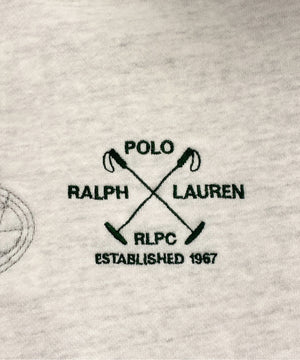 POLO
RALPH LAUREN
RLPC
ESTABLISHED 1967